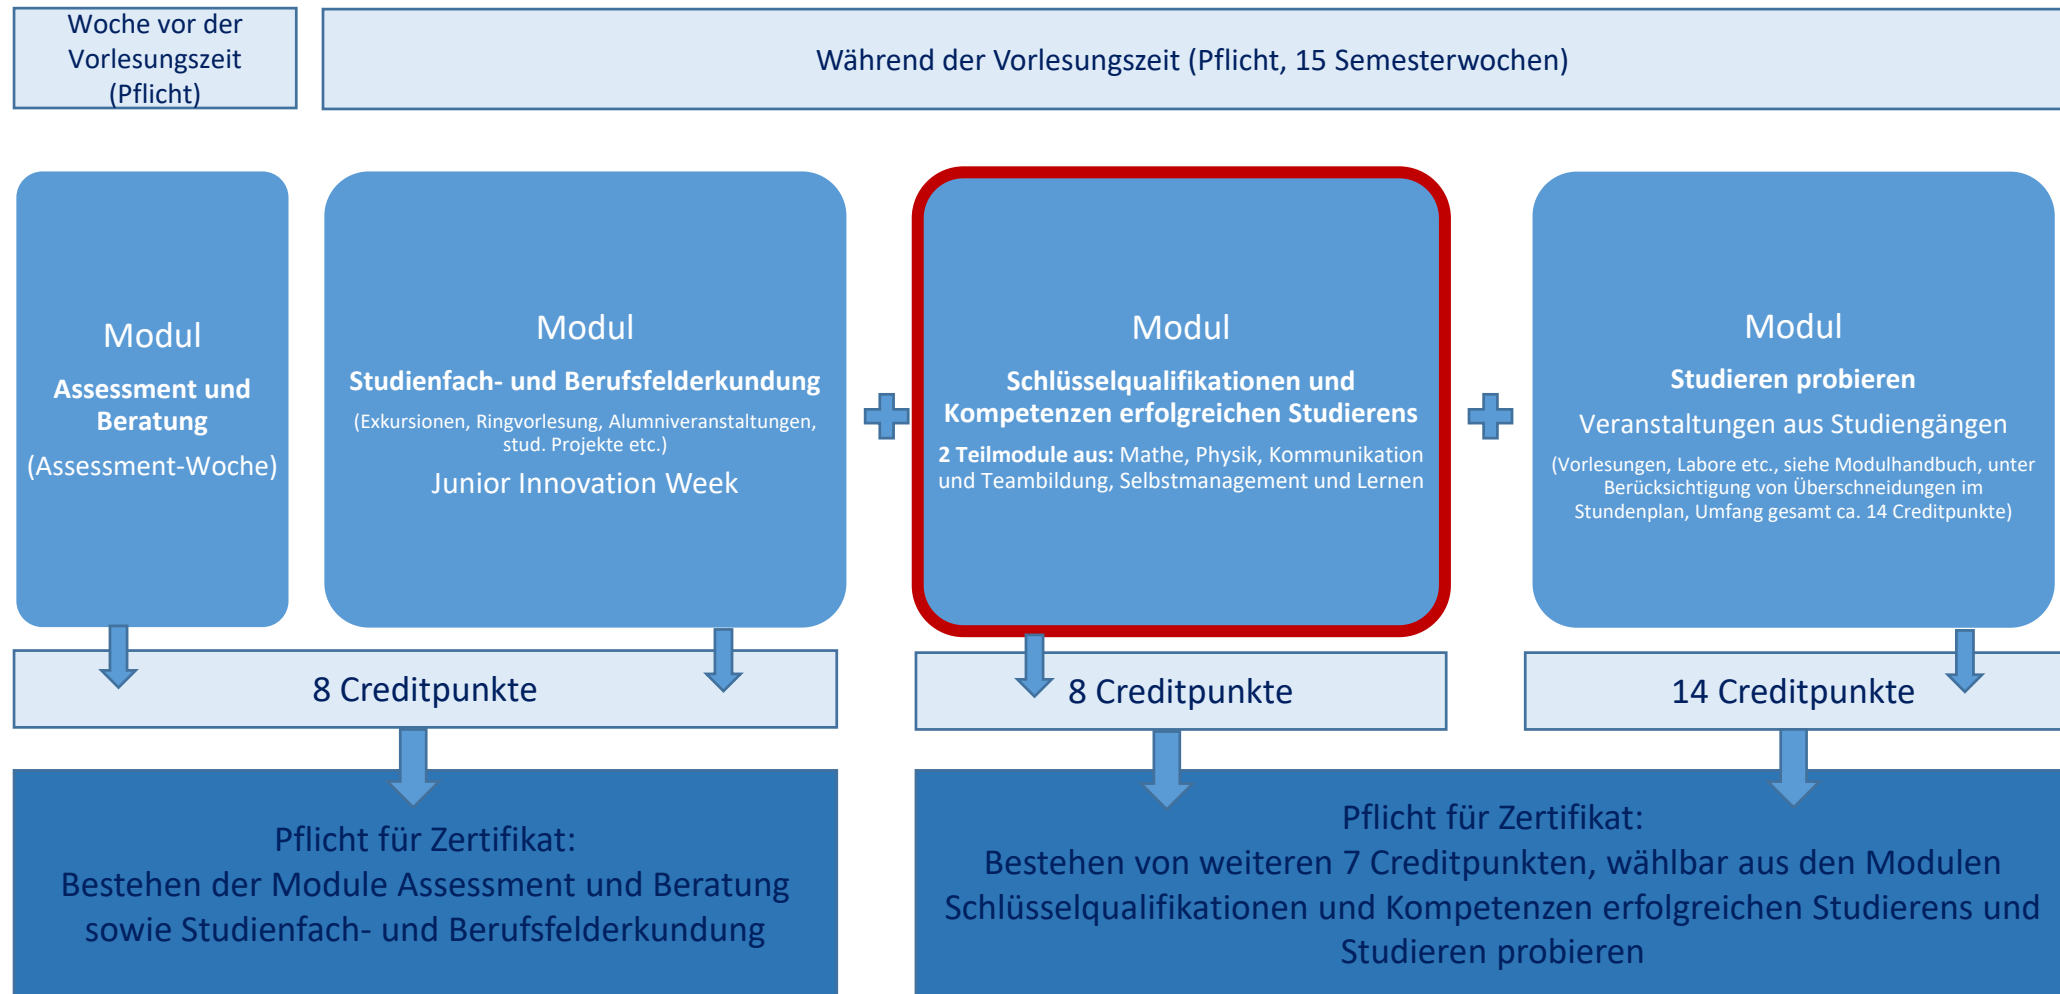 Woche vor der
Vorlesungszeit
(Pflicht)
Während der Vorlesungszeit (Pflicht, 15 Semesterwochen)
Modul
Assessment und
Beratung
(Assessment-Woche)
Modul
Studienfach- und Berufsfelderkundung
(Exkursionen, Ringvorlesung, Alumniveranstaltungen,
stud. Projekte etc.)
Junior Innovation Week
Modul
Schlüsselqualifikationen und
Kompetenzen erfolgreichen Studierens
2 Teilmodule aus: Mathe, Physik, Kommunikation
und Teambildung, Selbstmanagement und Lernen
Modul
Studieren probieren
Veranstaltungen aus Studiengängen
(Vorlesungen, Labore etc., siehe Modulhandbuch, unter
Berücksichtigung von Überschneidungen im
Stundenplan, Umfang gesamt ca. 14 Creditpunkte)
8 Creditpunkte
8 Creditpunkte
14 Creditpunkte
Pflicht für Zertifikat:
Bestehen der Module Assessment und Beratung
sowie Studienfach- und Berufsfelderkundung
Pflicht für Zertifikat:
Bestehen von weiteren 7 Creditpunkten, wählbar aus den Modulen
Schlüsselqualifikationen und Kompetenzen erfolgreichen Studierens und
Studieren probieren